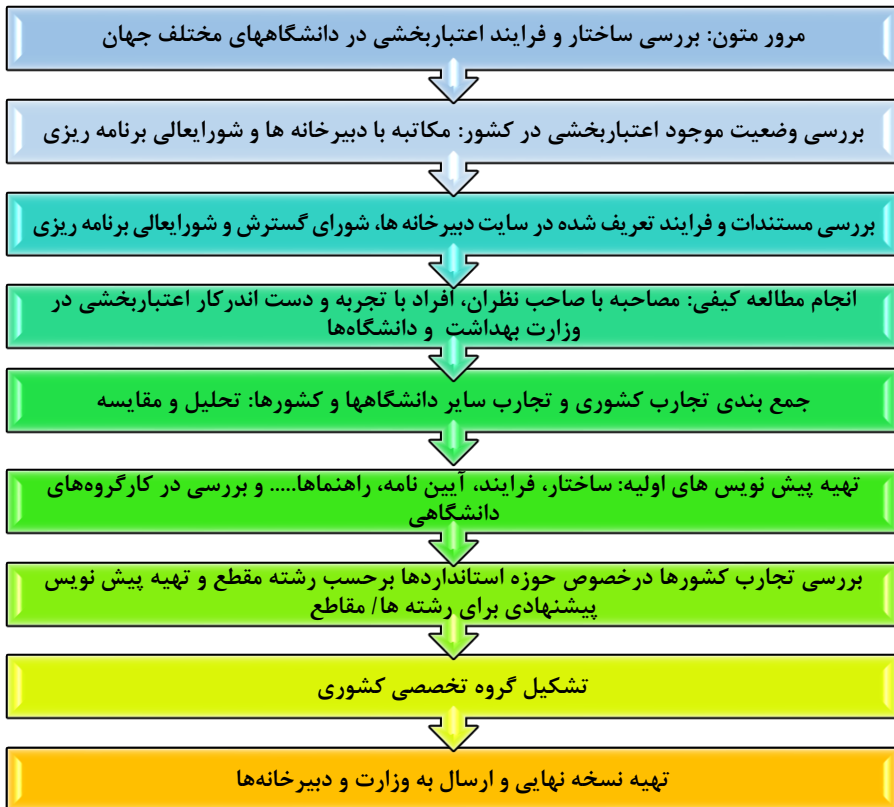 مرور متون: بررسی ساختار و فرایند اعتباربخشی در دانشگاههای مختلف جهان
بررسی وضعیت موجود اعتباربخشی در کشور: مکاتبه با دبیرخانه ها و شورایعالی برنامه ریزی
بررسی مستندات و فرایند تعریف شده در سایت دبیرخانه ها، شورای گسترش و شورایعالی برنامه ریزی
انجام مطالعه کیفی: مصاحبه با صاحب نظران، افراد با تجربه و دست اندرکار اعتباربخشی در
وزارت بهداشت و دانشگاه‌ها
جمع بندی تجارب کشوری و تجارب سایر دانشگاهها و کشورها: تحلیل و مقایسه
تهیه پیش نویس های اولیه: ساختار، فرایند، آیین نامه، راهنماها..... و بررسی در کارگروه‌های
دانشگاهی
بررسی تجارب کشورها درخصوص حوزه استانداردها برحسب رشته مقطع و تهیه پیش نویس
پیشنهادی برای رشته ها/ مقاطع
تشکیل گروه تخصصی کشوری
تهیه نسخه نهایی و ارسال به وزارت و دبیرخانه‌ها